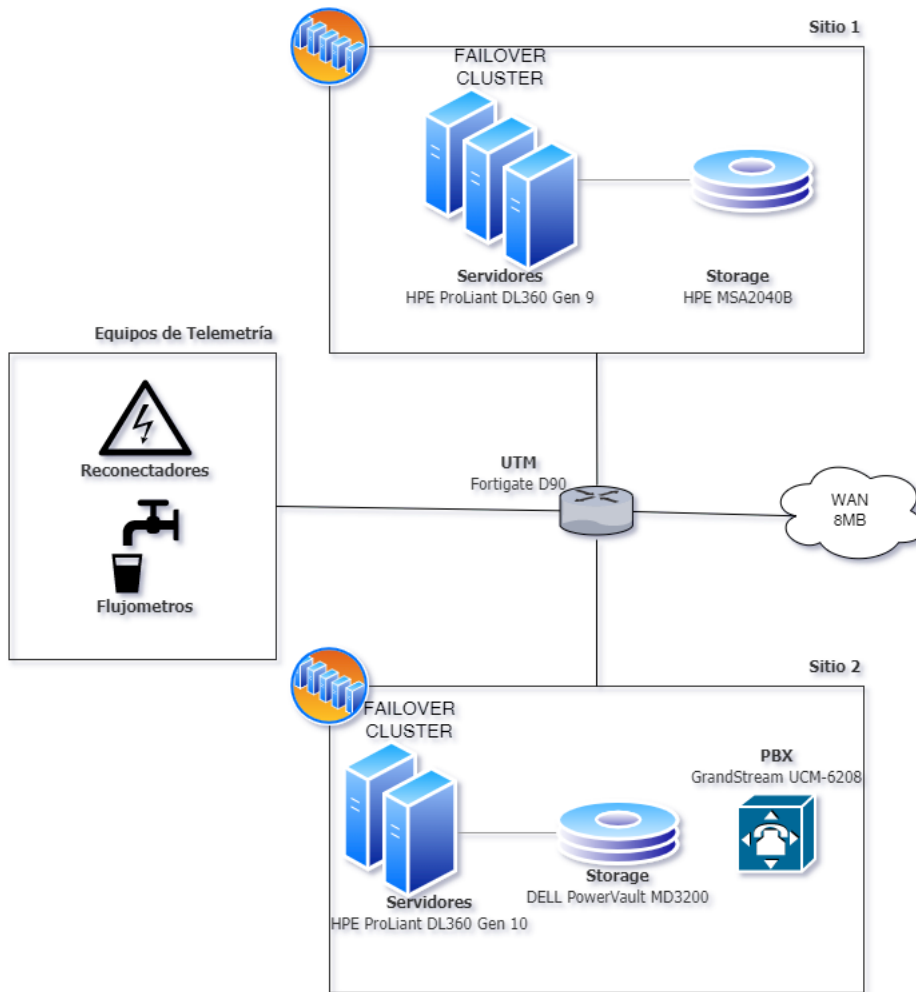 Sitio 1
FAILOVER
CLUSTER
Servidores
HPE ProLiant DL360 Gen 9
Storage
HPE MSA2040B
Equipos de Telemetría
Reconectadores
Flujometros
UTM
Fortigate D90
WAN
8MB
Sitio 2
FAILOVER
CLUSTER
Servidores
HPE ProLiant DL360 Gen 10
Storage
DELL PowerVault MD3200
PBX
GrandStream UCM-6208